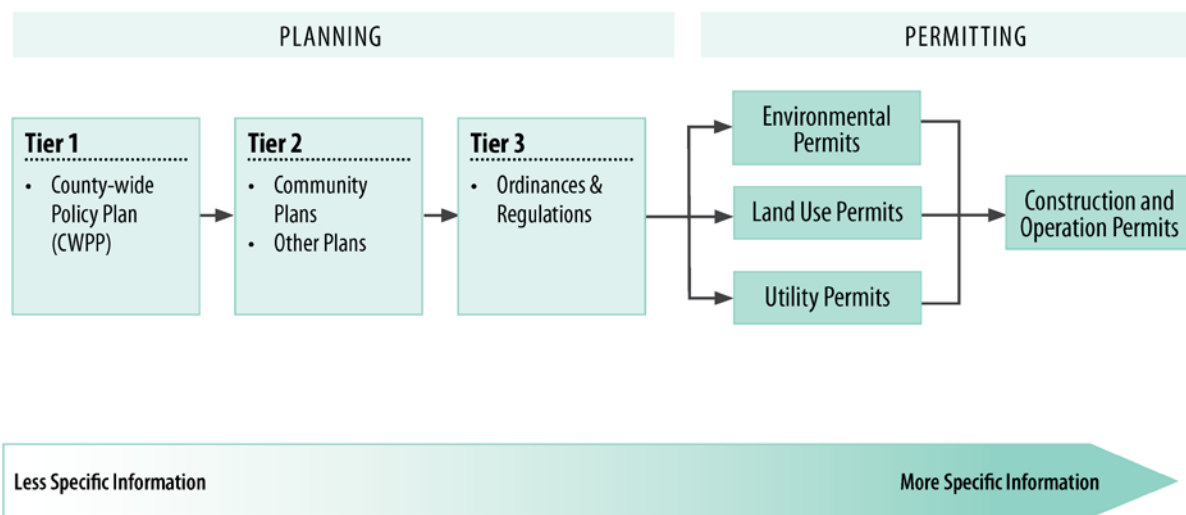 PLANNING
PERMITTING
Tier 1
• County-wide
Policy Plan
(CWPP)
Tier 2
• Community
Plans
• Other Plans
Tier 3
• Ordinances &
Regulations
Environmental
Permits
Land Use Permits
Utility Permits
Construction and
Operation Permits
Less Specific Information
More Specific Information